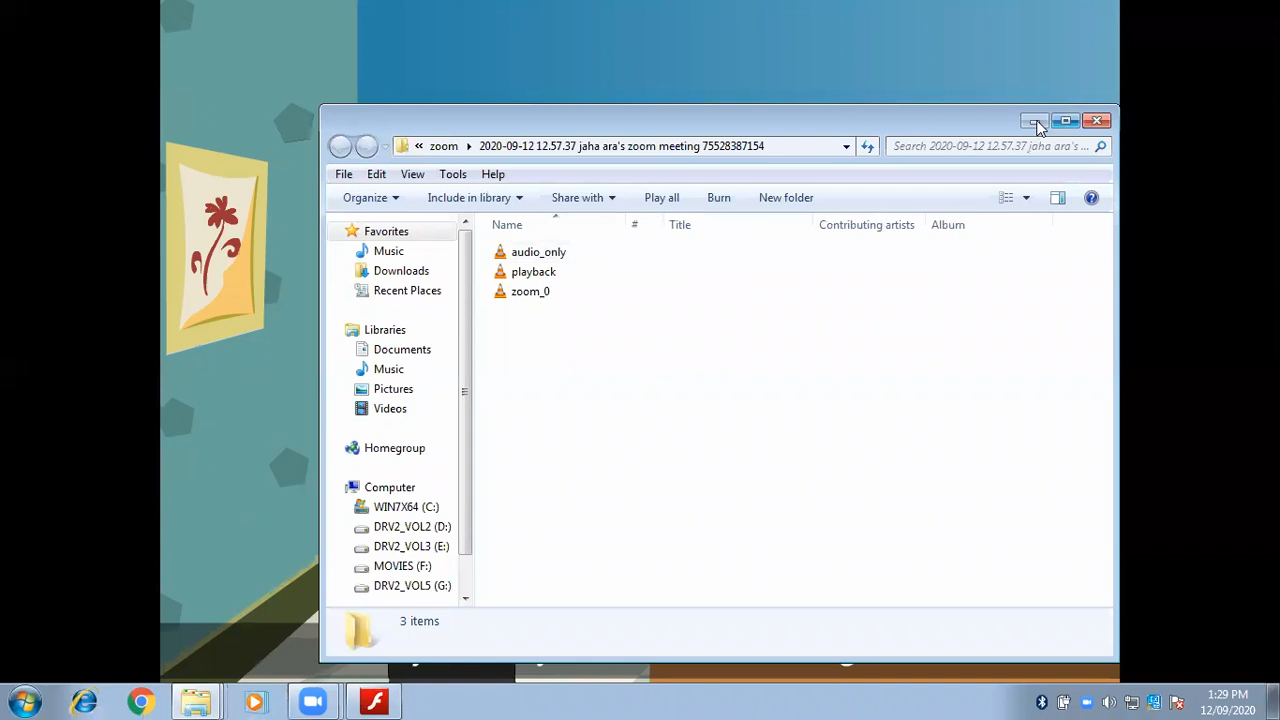 « zoom ▸ 2020-09-12 12.57.37 jaha ara's zoom meeting 75528387154
Search 2020-09-12 12.57.37 jaha ara's ...
File Edit View Tools Help
Organize Include in library Share with Play all Burn New folder
Name # Title Contributing artists Album
Favorites
Music
Downloads
Recent Places
Libraries
Documents
Music
Pictures
Videos
Homegroup
Computer
WIN7X64 (C:)
DRV2_VOL2 (D:)
DRV2_VOL3 (E:)
MOVIES (F:)
DRV2_VOL5 (G:)
audio_only
playback
zoom_0
3 items
1:29 PM
12/09/2020